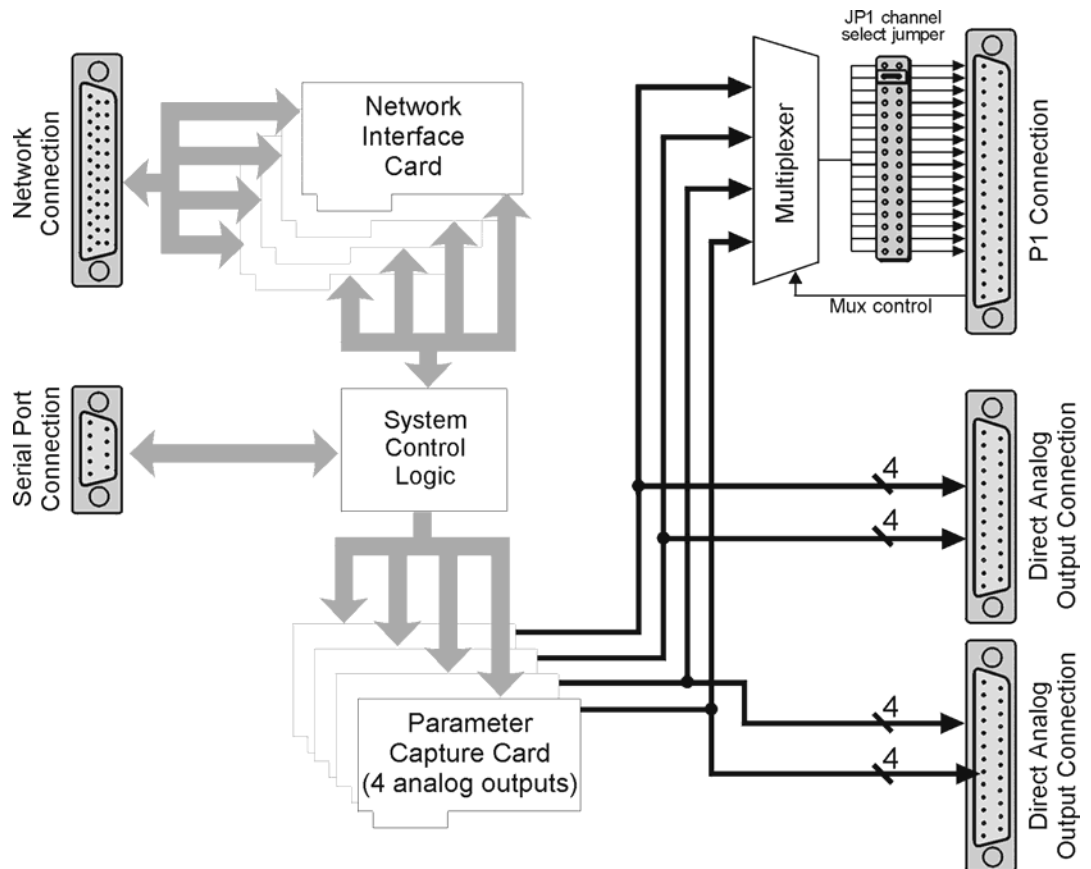 JP1 channel
select jumper
Network
Connection
Network
Interface
Card
Multiplexer
P1 Connection
Mux control
Serial Port
Connection
System
Control
Logic
4
4
Direct Analog
Output Connection
Parameter
Capture Card
(4 analog outputs)
4
4
Direct Analog
Output Connection